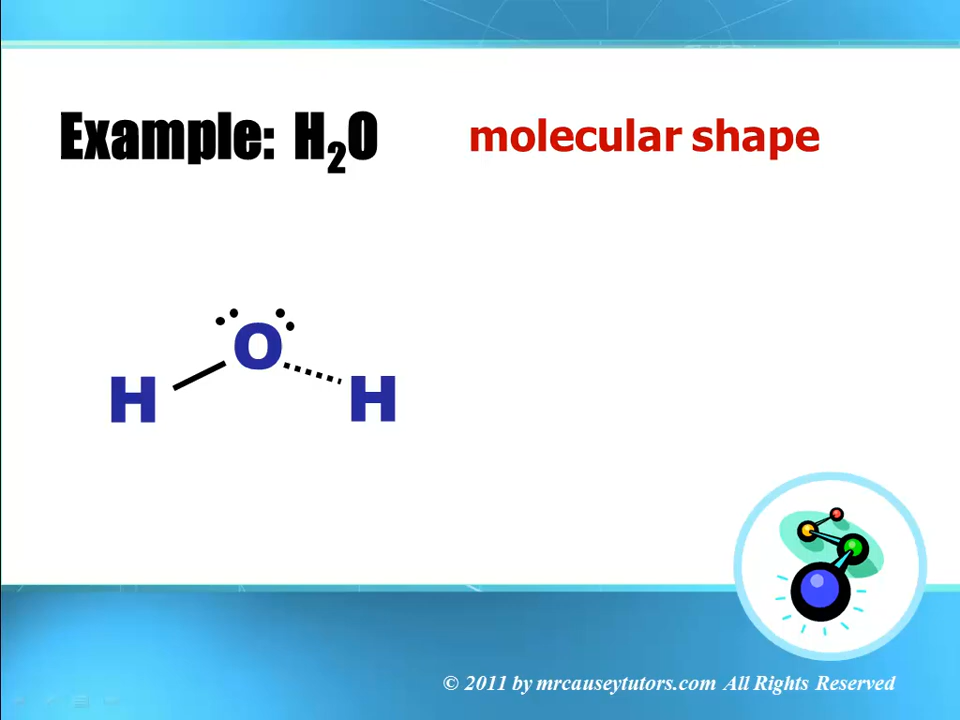 Example: H₂O molecular shape
O
H H
© 2011 by mrcauseytutors.com All Rights Reserved